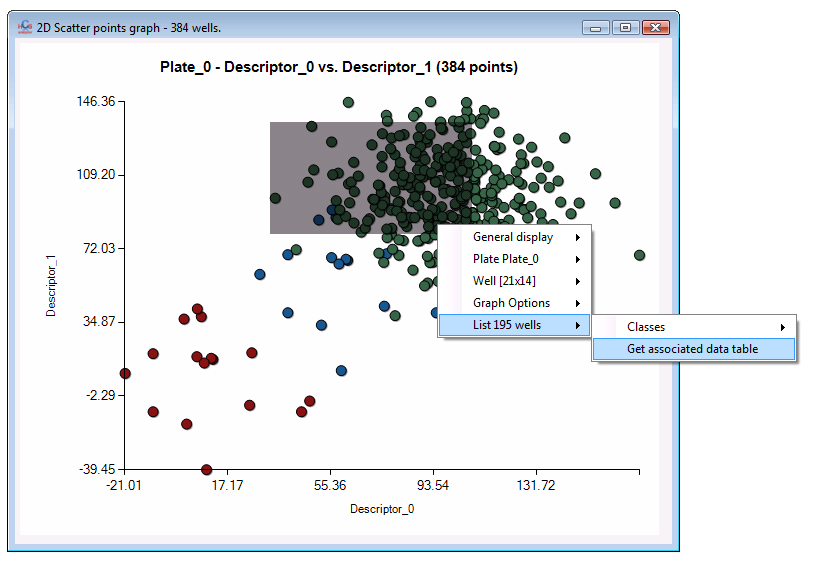 2D Scatter points graph - 384 wells.
Plate_0 - Descriptor_0 vs. Descriptor_1 (384 points)
146.36
109.20
72.03
34.87
-2.29
-39.45
Descriptor_1
-21.01 17.17 55.36 93.54 131.72
Descriptor_0
General display
Plate Plate_0
Well [21x14]
Graph Options
List 195 wells
Classes
Get associated data table